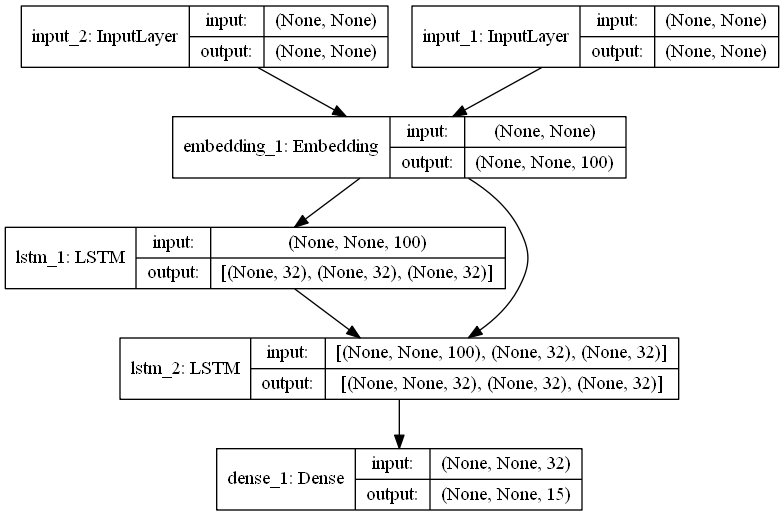 input_2: InputLayer
input:
(None, None)
output:
(None, None)
input_1: InputLayer
input:
(None, None)
output:
(None, None)
embedding_1: Embedding
input:
(None, None)
output:
(None, None, 100)
lstm_1: LSTM
input:
(None, None, 100)
output:
[(None, 32), (None, 32), (None, 32)]
lstm_2: LSTM
input:
[(None, None, 100), (None, 32), (None, 32)]
output:
[(None, None, 32), (None, 32), (None, 32)]
dense_1: Dense
input:
(None, None, 32)
output:
(None, None, 15)